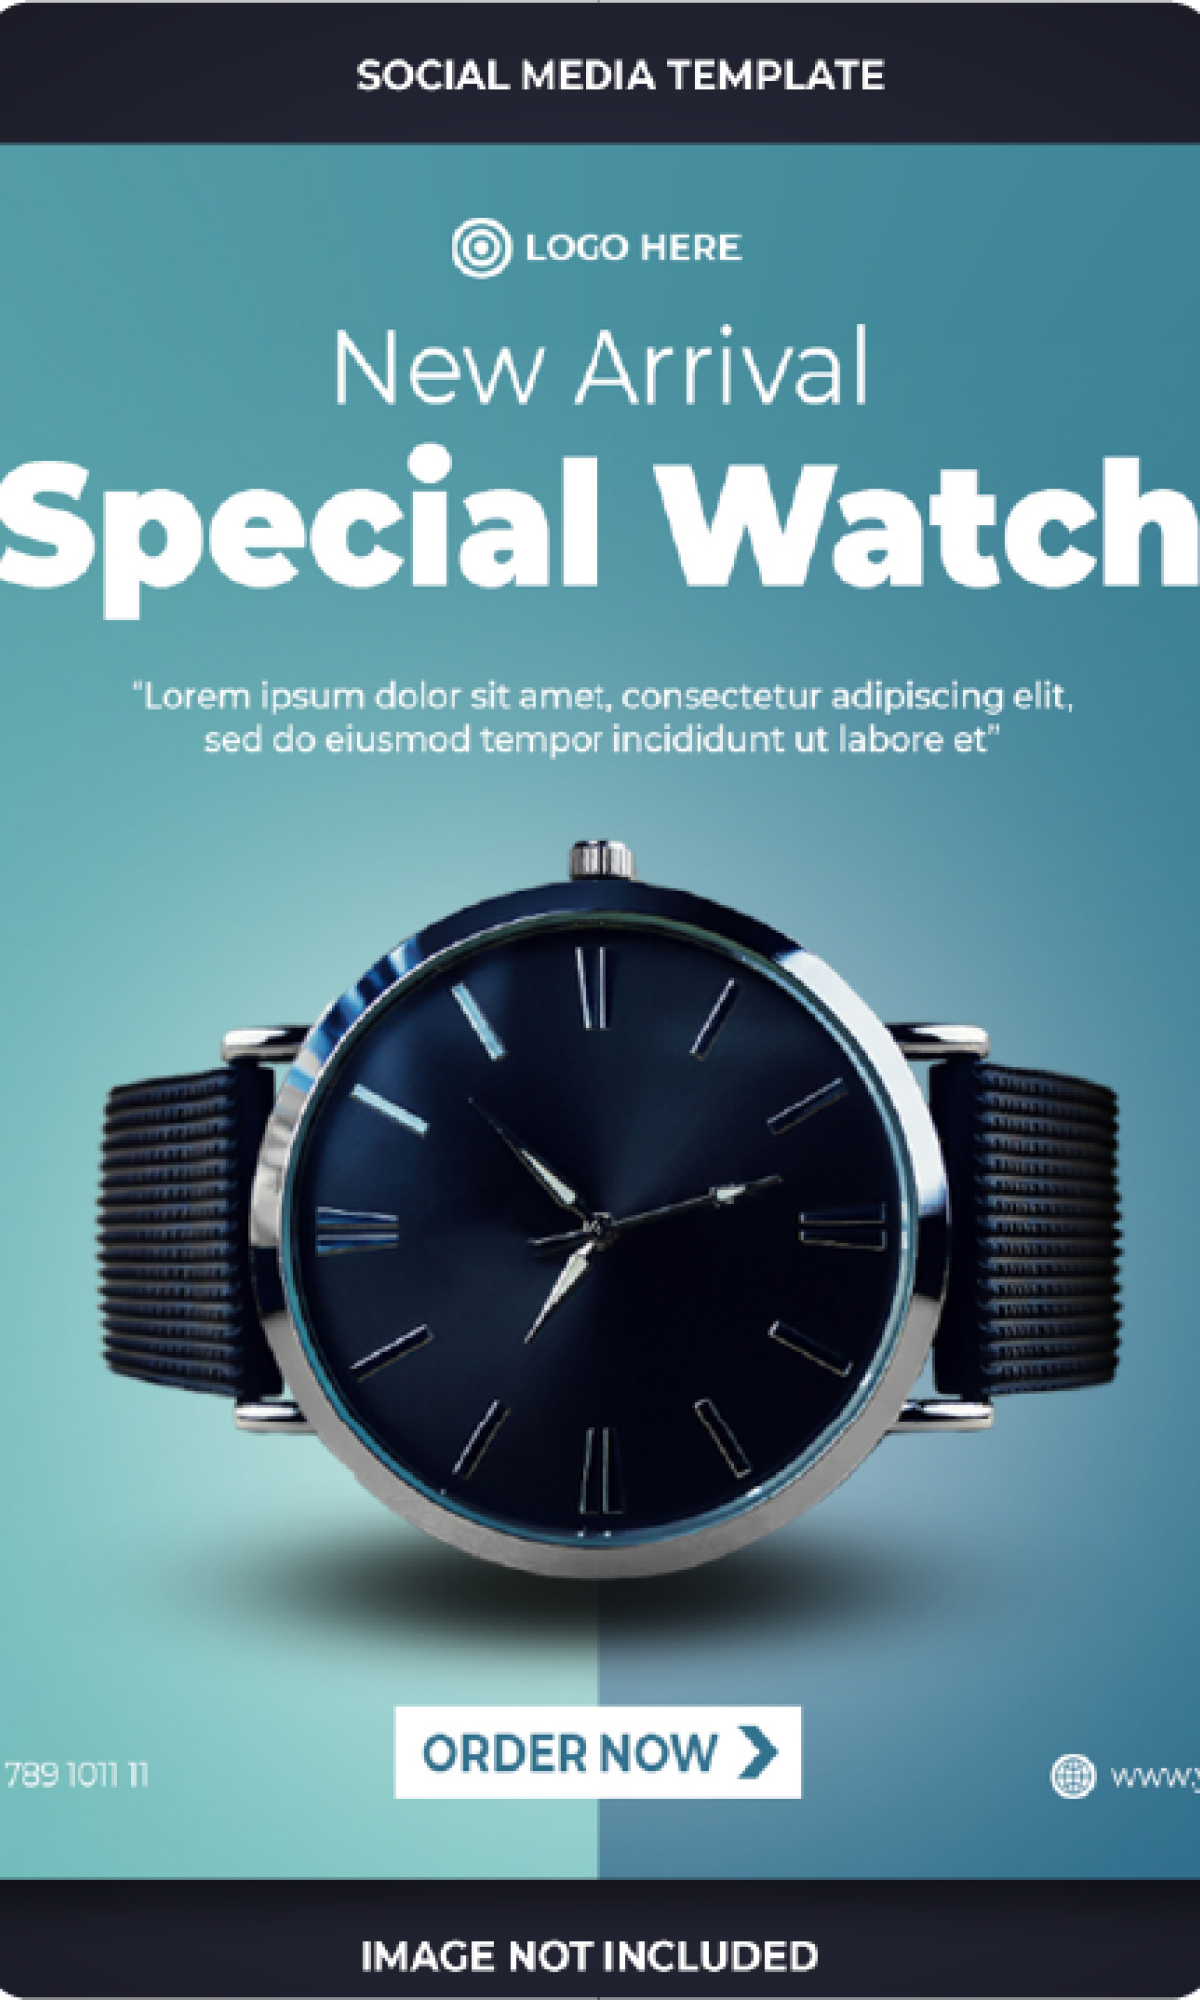 SOCIAL MEDIA TEMPLATE
LOGO HERE
New Arrival
Special Watch
“Lorem ipsum dolor sit amet, consectetur adipiscing elit,
sed do eiusmod tempor incididunt ut labore et”
ORDER NOW
789 1011 11
www.y
IMAGE NOT INCLUDED